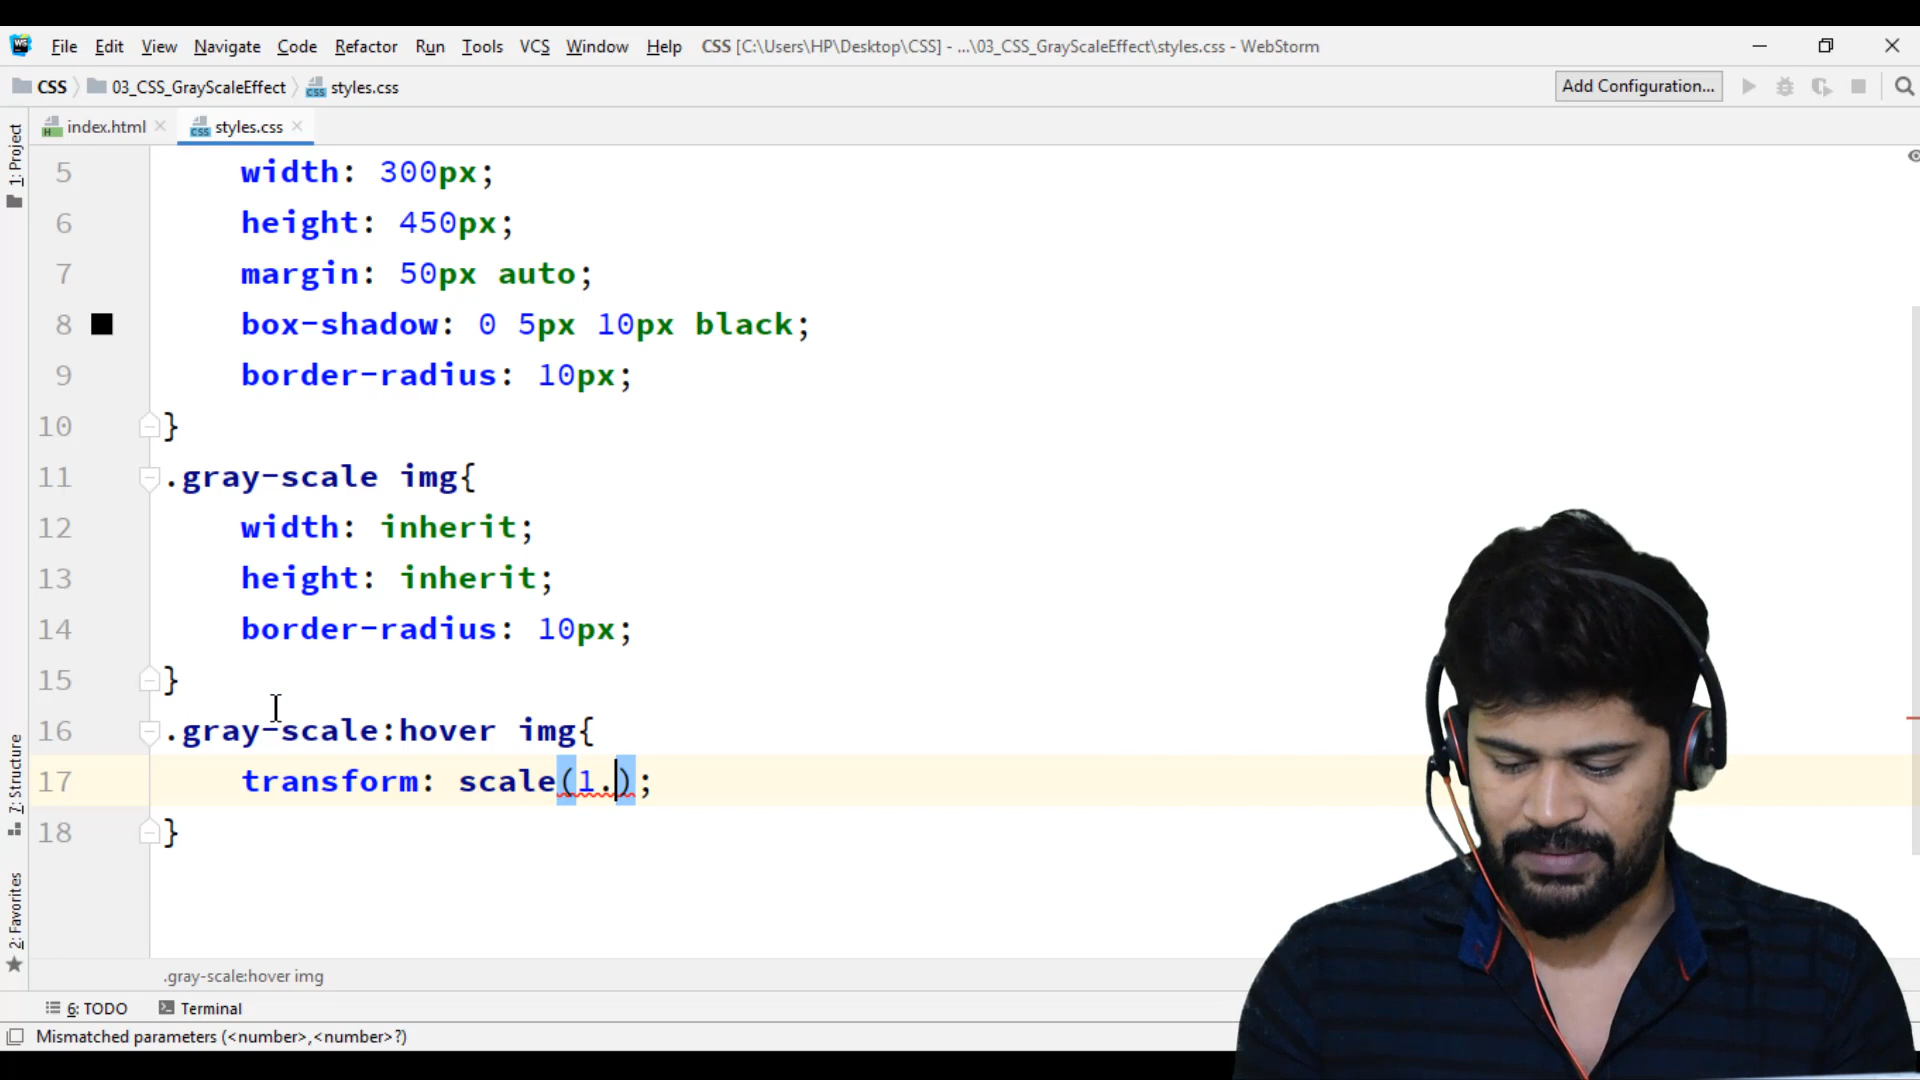 File Edit View Navigate Code Refactor Run Tools VCS Window Help CSS [C:\Users\HP\Desktop\CSS] - ...\03_CSS_GrayScaleEffect\styles.css - WebStorm
CSS 03_CSS_GrayScaleEffect styles.css Add Configuration...
index.html styles.css
1: Project
5 width: 300px;
6 height: 450px;
7 margin: 50px auto;
8 box-shadow: 0 5px 10px black;
9 border-radius: 10px;
10 }
11 .gray-scale img{
12 width: inherit;
13 height: inherit;
14 border-radius: 10px;
15 }
16 .gray-scale:hover img{
17 transform: scale(1.);
18 }
7: Structure
2: Favorites
.gray-scale:hover img
6: TODO Terminal
Mismatched parameters (<number>,<number>?)